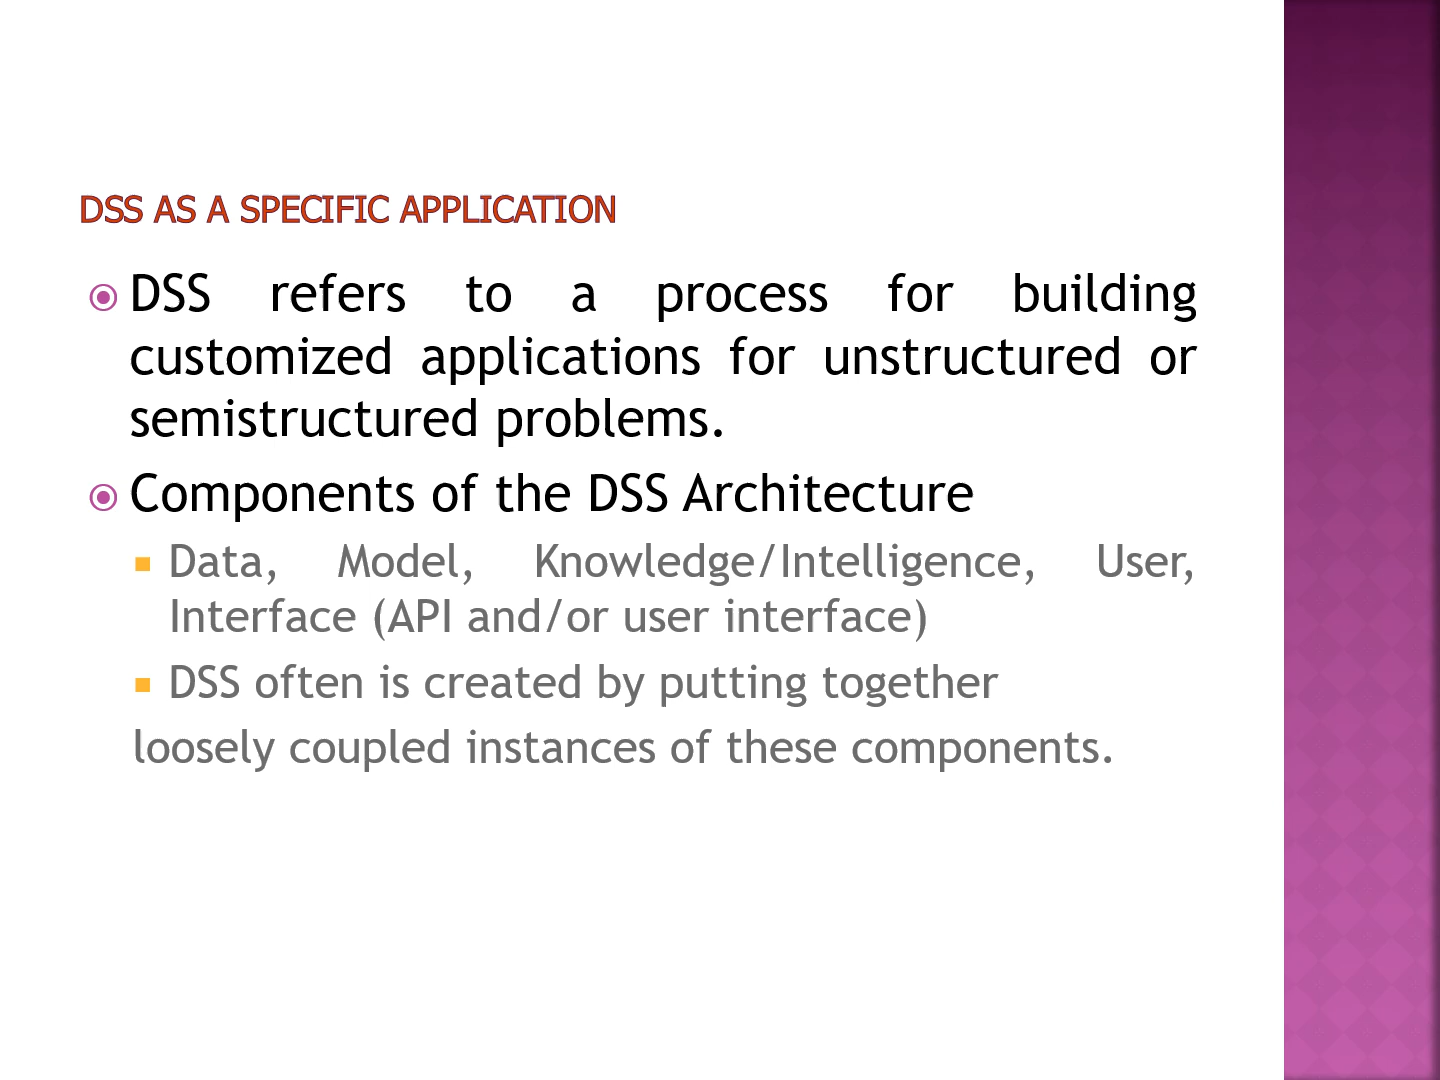 DSS AS A SPECIFIC APPLICATION
DSS refers to a process for building
customized applications for unstructured or
semistructured problems.
Components of the DSS Architecture
Data, Model, Knowledge/Intelligence, User,
Interface (API and/or user interface)
DSS often is created by putting together
loosely coupled instances of these components.